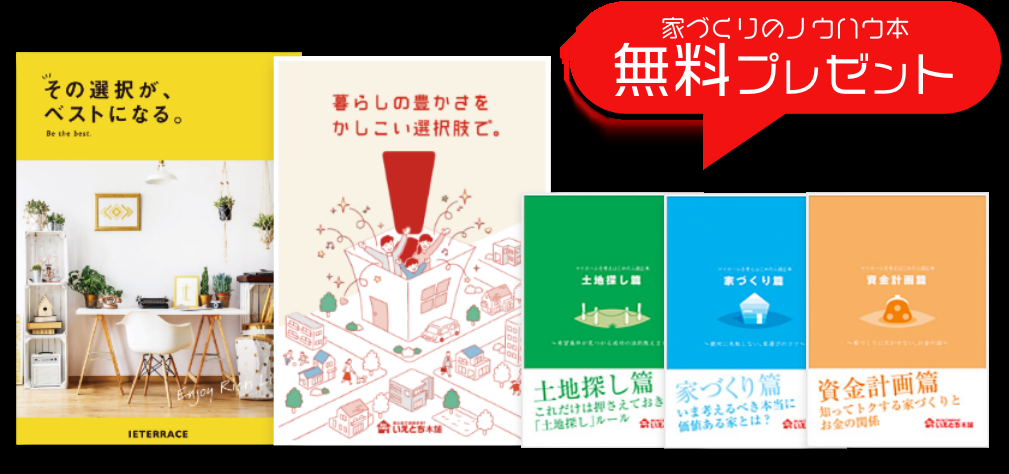 家づくりのノウハウ本
無料プレゼント
その選択が、
ベストになる。
Be the best.
Enjoy
IETERRACE
暮らしの豊かさを
かしこい選択肢で。
いえとち本舗
土地探し篇
土地探し篇
これだけは押さえておき
「土地探し」ルール
家づくり篇
家づくり篇
いま考えるべき本当に
価値ある家とは?
資金計画篇
資金計画篇
知ってトクする家づくりと
お金の関係
いえとち本舗